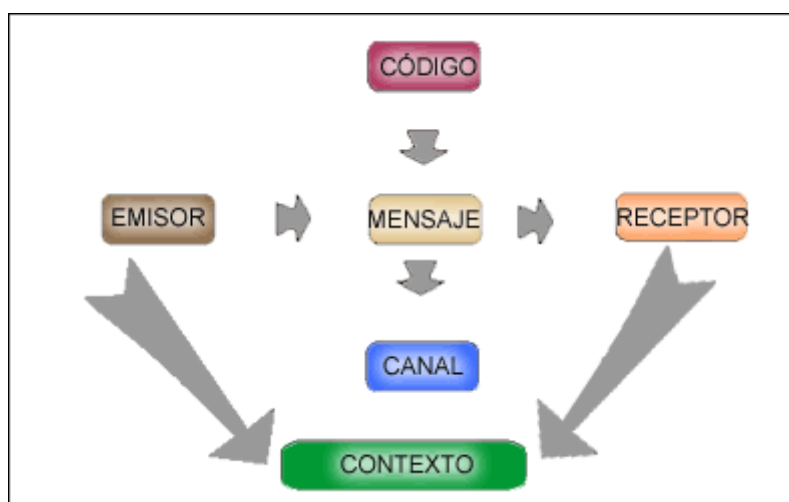 CÓDIGO
EMISOR
MENSAJE
RECEPTOR
CANAL
CONTEXTO